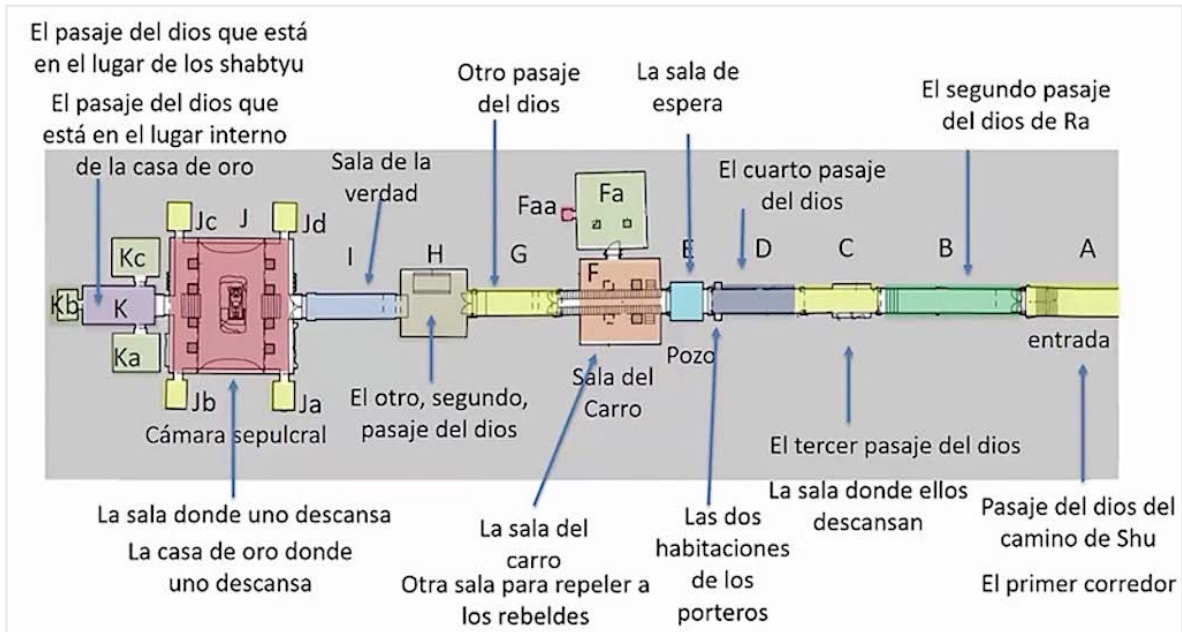 El pasaje del dios que está
en el lugar de los shabtyu
El pasaje del dios que
está en el lugar interno
de la casa de oro
Otro pasaje
del dios
La sala de
espera
El segundo pasaje
del dios de Ra
Sala de la
verdad
El cuarto pasaje
del dios
Fa
Faa
Jc
J
Jd
I
H
G
F
E
D
C
B
A
Kc
Kb
K
Ka
entrada
Pozo
Jb
Ja
Cámara sepulcral
El otro, segundo,
pasaje del dios
Sala del
Carro
El tercer pasaje del dios
La sala donde ellos
descansan
La sala donde uno descansa
La casa de oro donde
uno descansa
La sala del
carro
Otra sala para repeler a
los rebeldes
Las dos
habitaciones
de los
porteros
Pasaje del dios del
camino de Shu
El primer corredor